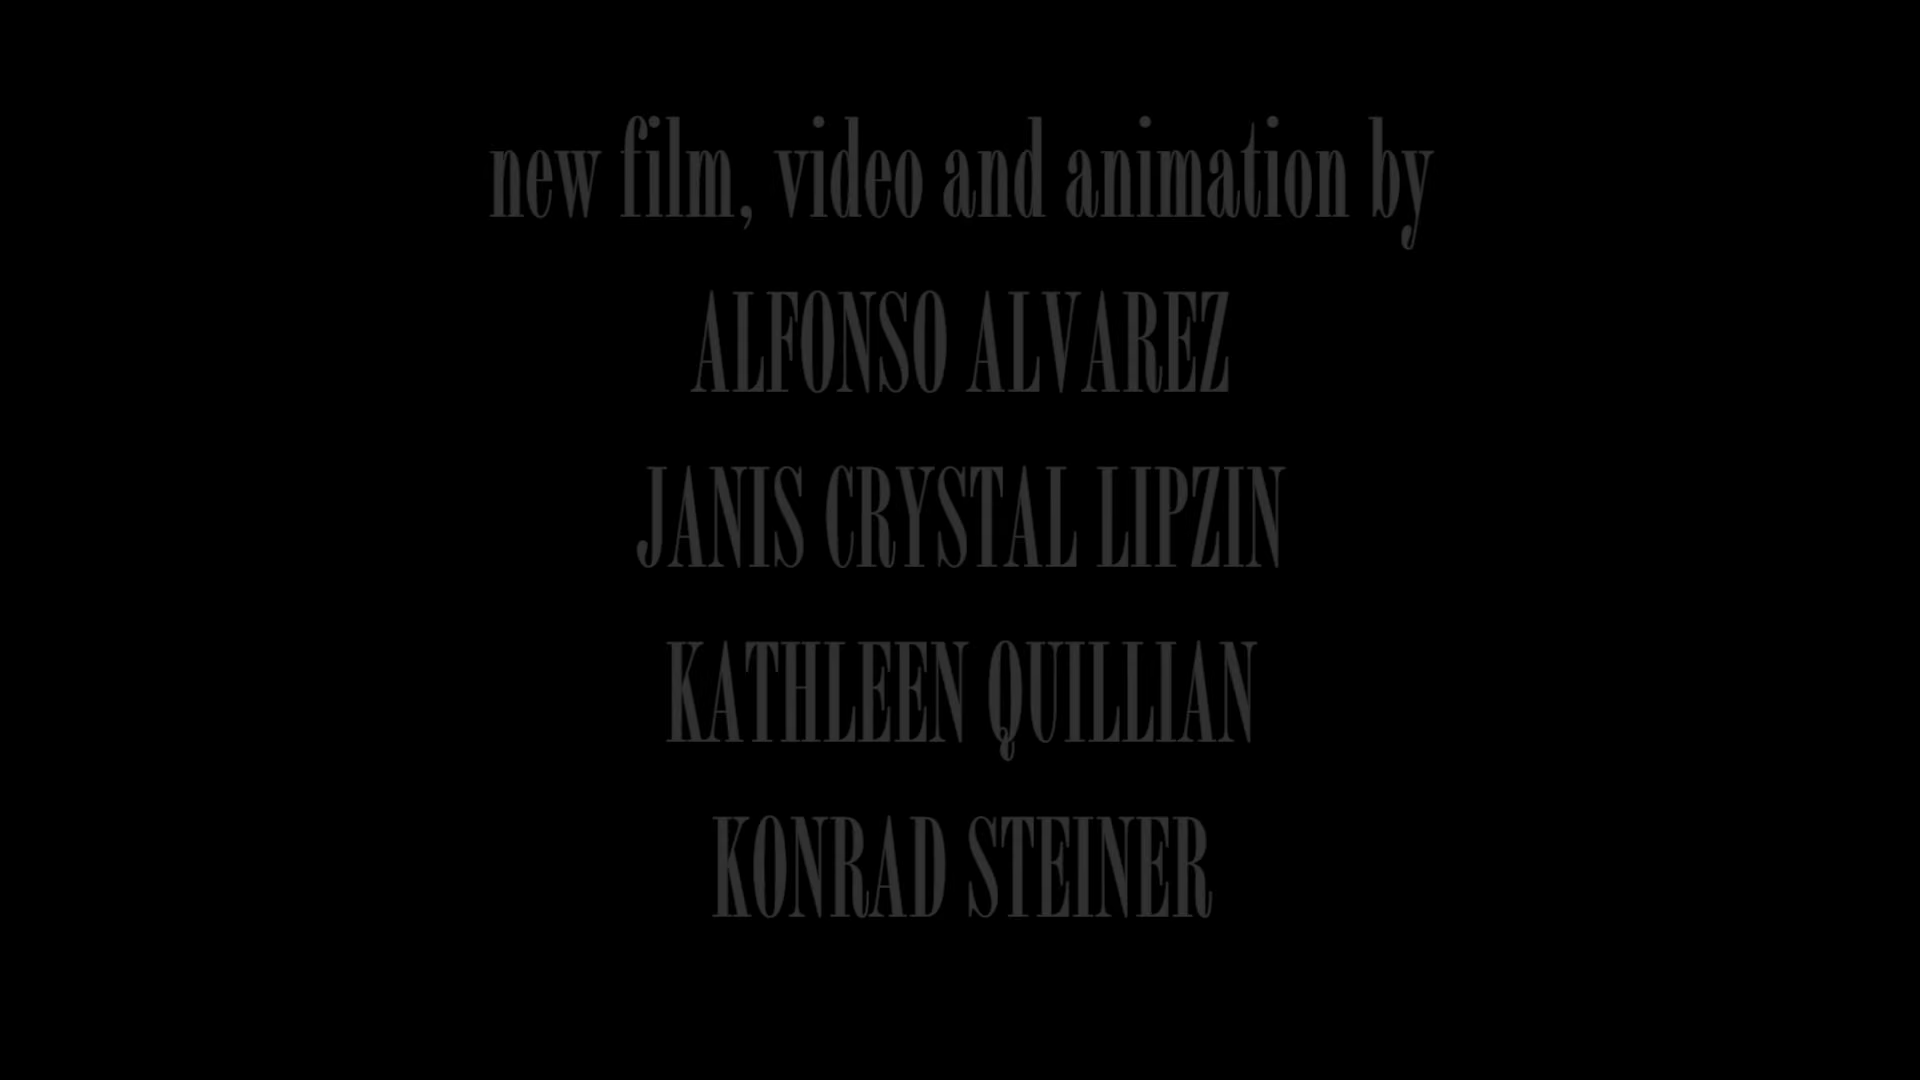 new film, video and animation by
ALFONSO ALVAREZ
JANIS CRYSTAL LIPZIN
KATHLEEN QUILLIAN
KONRAD STEINER